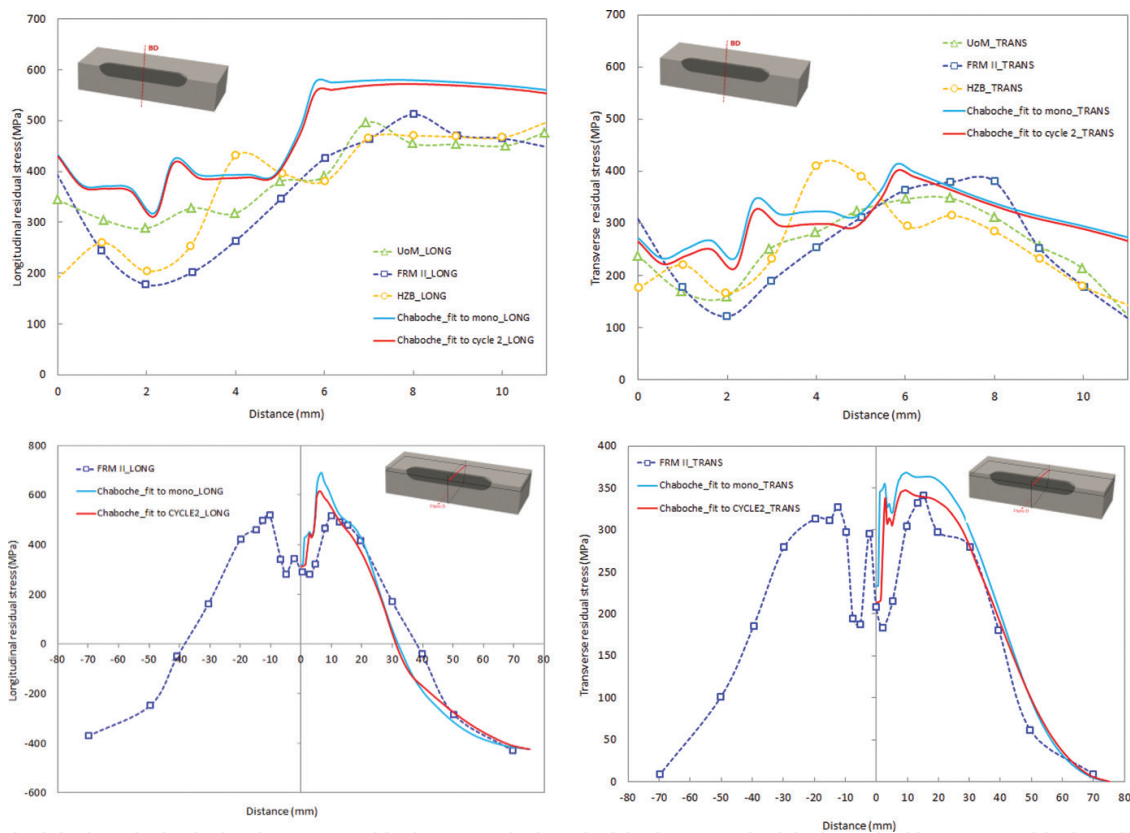 700
600
500
400
300
200
100
0
Longitudinal residual stress (MPa)
BD
UoM_LONG
FRM II_LONG
HZB_LONG
Chaboche_fit to mono_LONG
Chaboche_fit to cycle 2_LONG
0 2 4 6 8 10
Distance (mm)
700
600
500
400
300
200
100
0
Transverse residual stress (MPa)
BD
UoM_TRANS
FRM II_TRANS
HZB_TRANS
Chaboche_fit to mono_TRANS
Chaboche_fit to cycle 2_TRANS
0 2 4 6 8 10
Distance (mm)
800
600
400
200
0
-200
-400
-600
Longitudinal residual stress (MPa)
FRM II_LONG
Chaboche_fit to mono_LONG
Chaboche_fit to CYCLE2_LONG
-80 -70 -60 -50 -40 -30 -20 -10 0 10 20 30 40 50 60 70 80
Distance (mm)
400
350
300
250
200
150
100
50
0
Transverse residual stress (MPa)
FRM II_TRANS
Chaboche_fit to mono_TRANS
Chaboche_fit to CYCLE2_TRANS
-80 -70 -60 -50 -40 -30 -20 -10 0 10 20 30 40 50 60 70 80
Distance (mm)